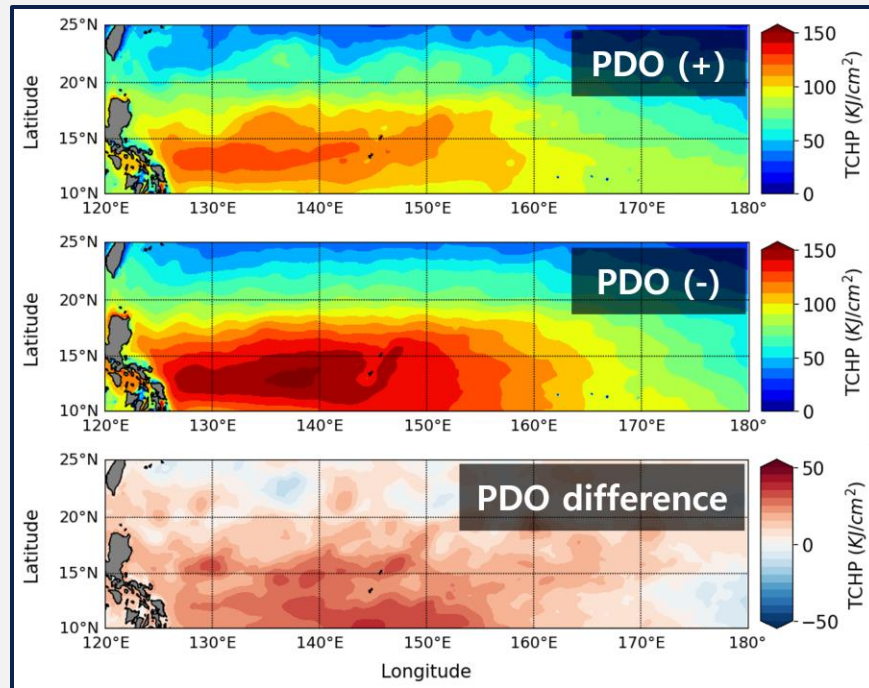 25°N
20°N
15°N
10°N
Latitude
PDO (+)
120°E 130°E 140°E 150°E 160°E 170°E 180°
150
100
50
0
TCHP (KJ/cm²)
25°N
20°N
15°N
10°N
Latitude
PDO (-)
120°E 130°E 140°E 150°E 160°E 170°E 180°
150
100
50
0
TCHP (KJ/cm²)
25°N
20°N
15°N
10°N
Latitude
PDO difference
120°E 130°E 140°E 150°E 160°E 170°E 180°
Longitude
50
0
−50
TCHP (KJ/cm²)